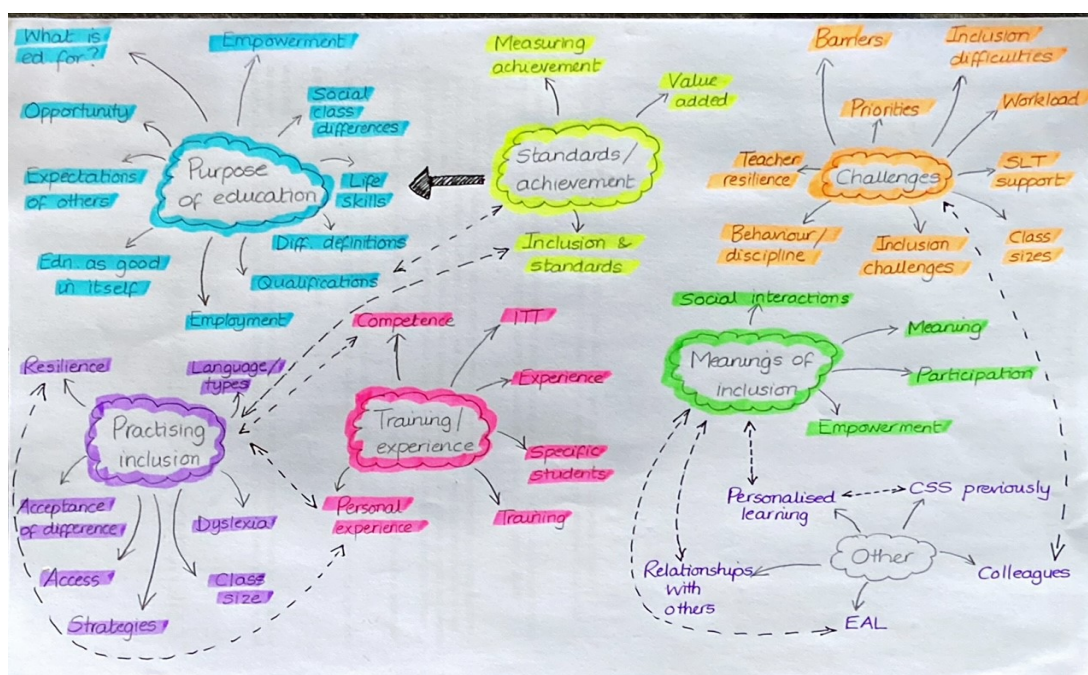 What is
ed. for?
Empowerment
Opportunity
Social
class
differences
Purpose
of education
Expectations
of others
Life
skills
Diff. definitions
Edn. as good
in itself
Qualifications
Employment
Measuring
achievement
Value
added
Standards/
achievement
Inclusion &
standards
Barriers
Inclusion
difficulties
Priorities
Workload
Teacher
resilience
Challenges
SLT
support
Behaviour/
discipline
Inclusion
challenges
Class
sizes
Resilience
Language/
types
Practising
inclusion
Acceptance
of difference
Dyslexia
Access
Class
size
Strategies
Competence
ITT
Experience
Training/
experience
Specific
students
Personal
experience
Training
Social interactions
Meaning
Meanings of
inclusion
Participation
Empowerment
Personalised
learning
CSS previously
Other
Relationships
with
others
Colleagues
EAL